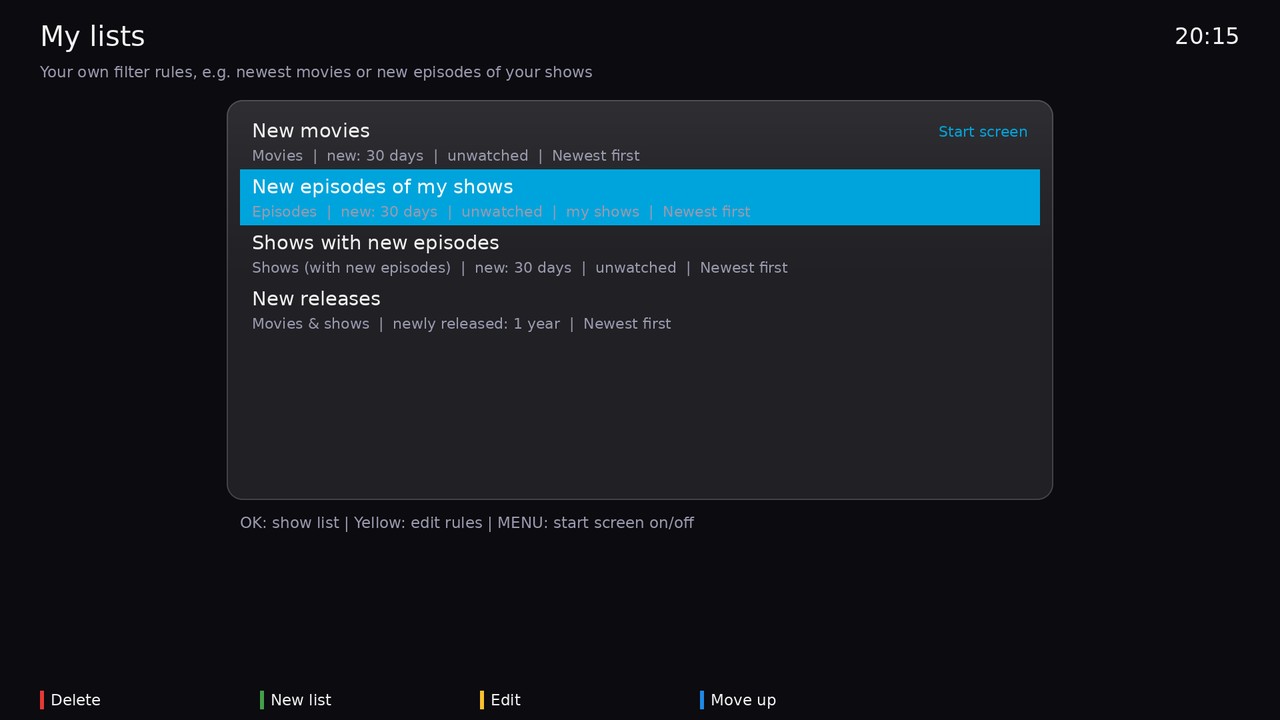 My lists
20:15
Your own filter rules, e.g. newest movies or new episodes of your shows
New movies
Start screen
Movies | new: 30 days | unwatched | Newest first
New episodes of my shows
Episodes | new: 30 days | unwatched | my shows | Newest first
Shows with new episodes
Shows (with new episodes) | new: 30 days | unwatched | Newest first
New releases
Movies & shows | newly released: 1 year | Newest first
OK: show list | Yellow: edit rules | MENU: start screen on/off
Delete
New list
Edit
Move up